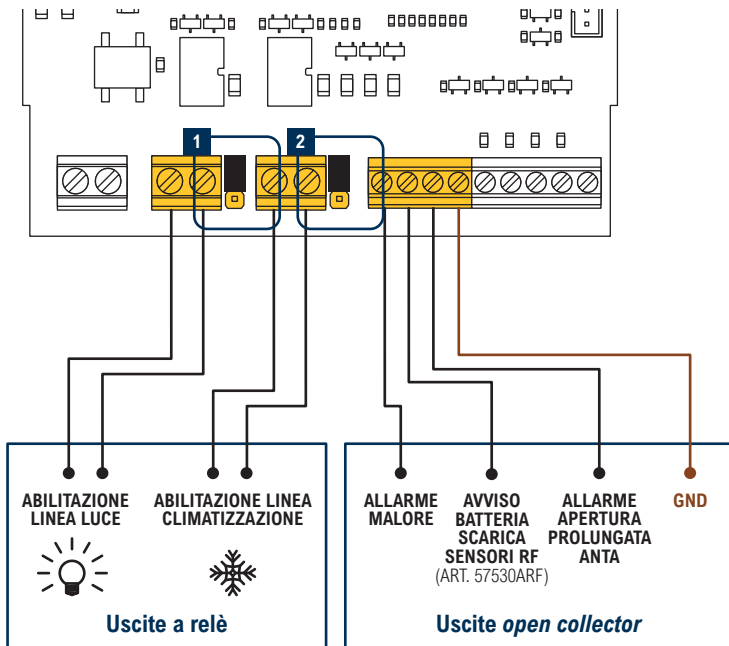 1
2
ABILITAZIONE
LINEA LUCE
ABILITAZIONE LINEA
CLIMATIZZAZIONE
Uscite a relè
ALLARME
MALORE
AVVISO
BATTERIA
SCARICA
SENSORI RF
(ART. 57530ARF)
ALLARME
APERTURA
PROLUNGATA
ANTA
GND
Uscite open collector